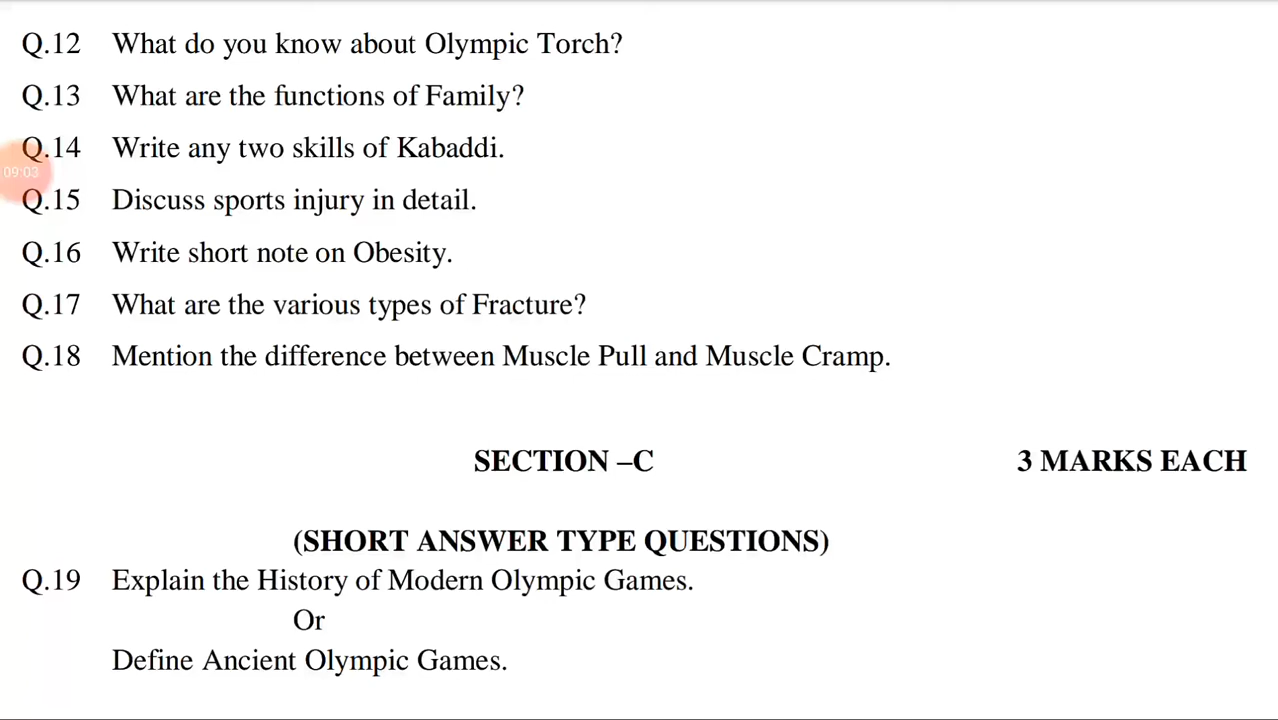 Q.12 What do you know about Olympic Torch?
Q.13 What are the functions of Family?
Q.14 Write any two skills of Kabaddi.
09:03
Q.15 Discuss sports injury in detail.
Q.16 Write short note on Obesity.
Q.17 What are the various types of Fracture?
Q.18 Mention the difference between Muscle Pull and Muscle Cramp.
SECTION –C 3 MARKS EACH
(SHORT ANSWER TYPE QUESTIONS)
Q.19 Explain the History of Modern Olympic Games.
Or
Define Ancient Olympic Games.